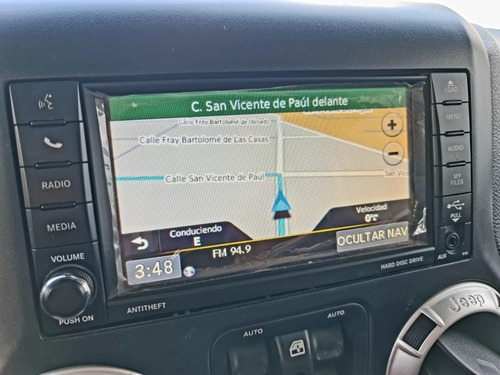 C. San Vicente de Paúl delante
Calle Fray Bartolomé de Las Casas
Calle San Vicente de Paúl
San Vic
Conduciendo
E
Velocidad
3:48
FM 94.9
OCULTAR NAV
RADIO
MEDIA
VOLUME
PUSH ON
ANTITHEFT
HARD DISC DRIVE
LOAD
MENU
AUDIO
MY FILES
PULL
AUX
Jeep
AUTO
AUTO